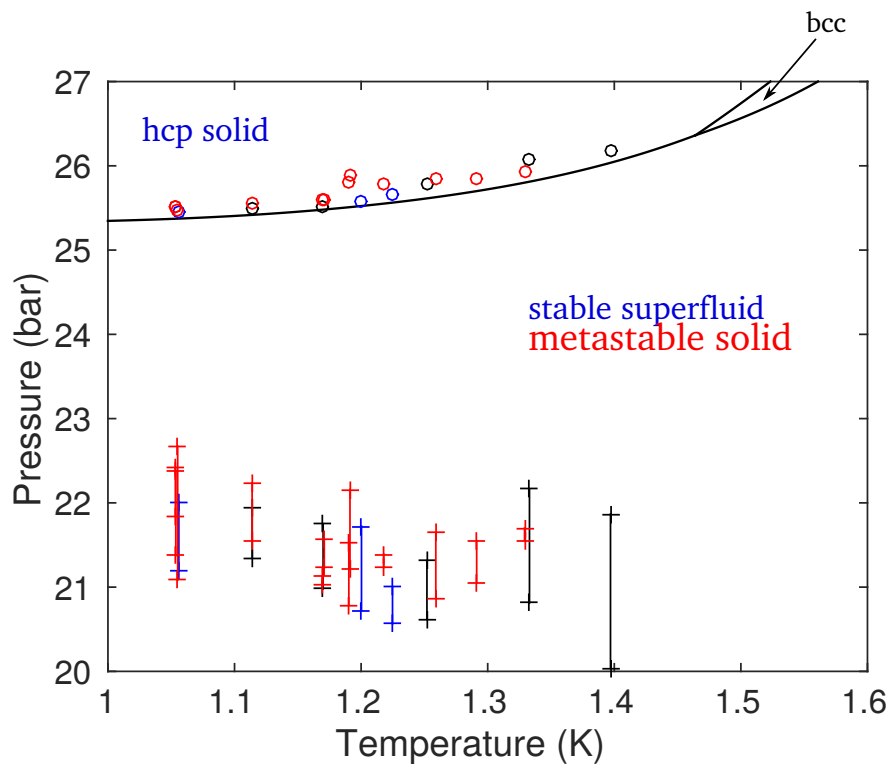 bcc
27
hcp solid
26
25
stable superfluid
metastable solid
24
23
22
21
20
Pressure (bar)
1
1.1
1.2
1.3
1.4
1.5
1.6
Temperature (K)